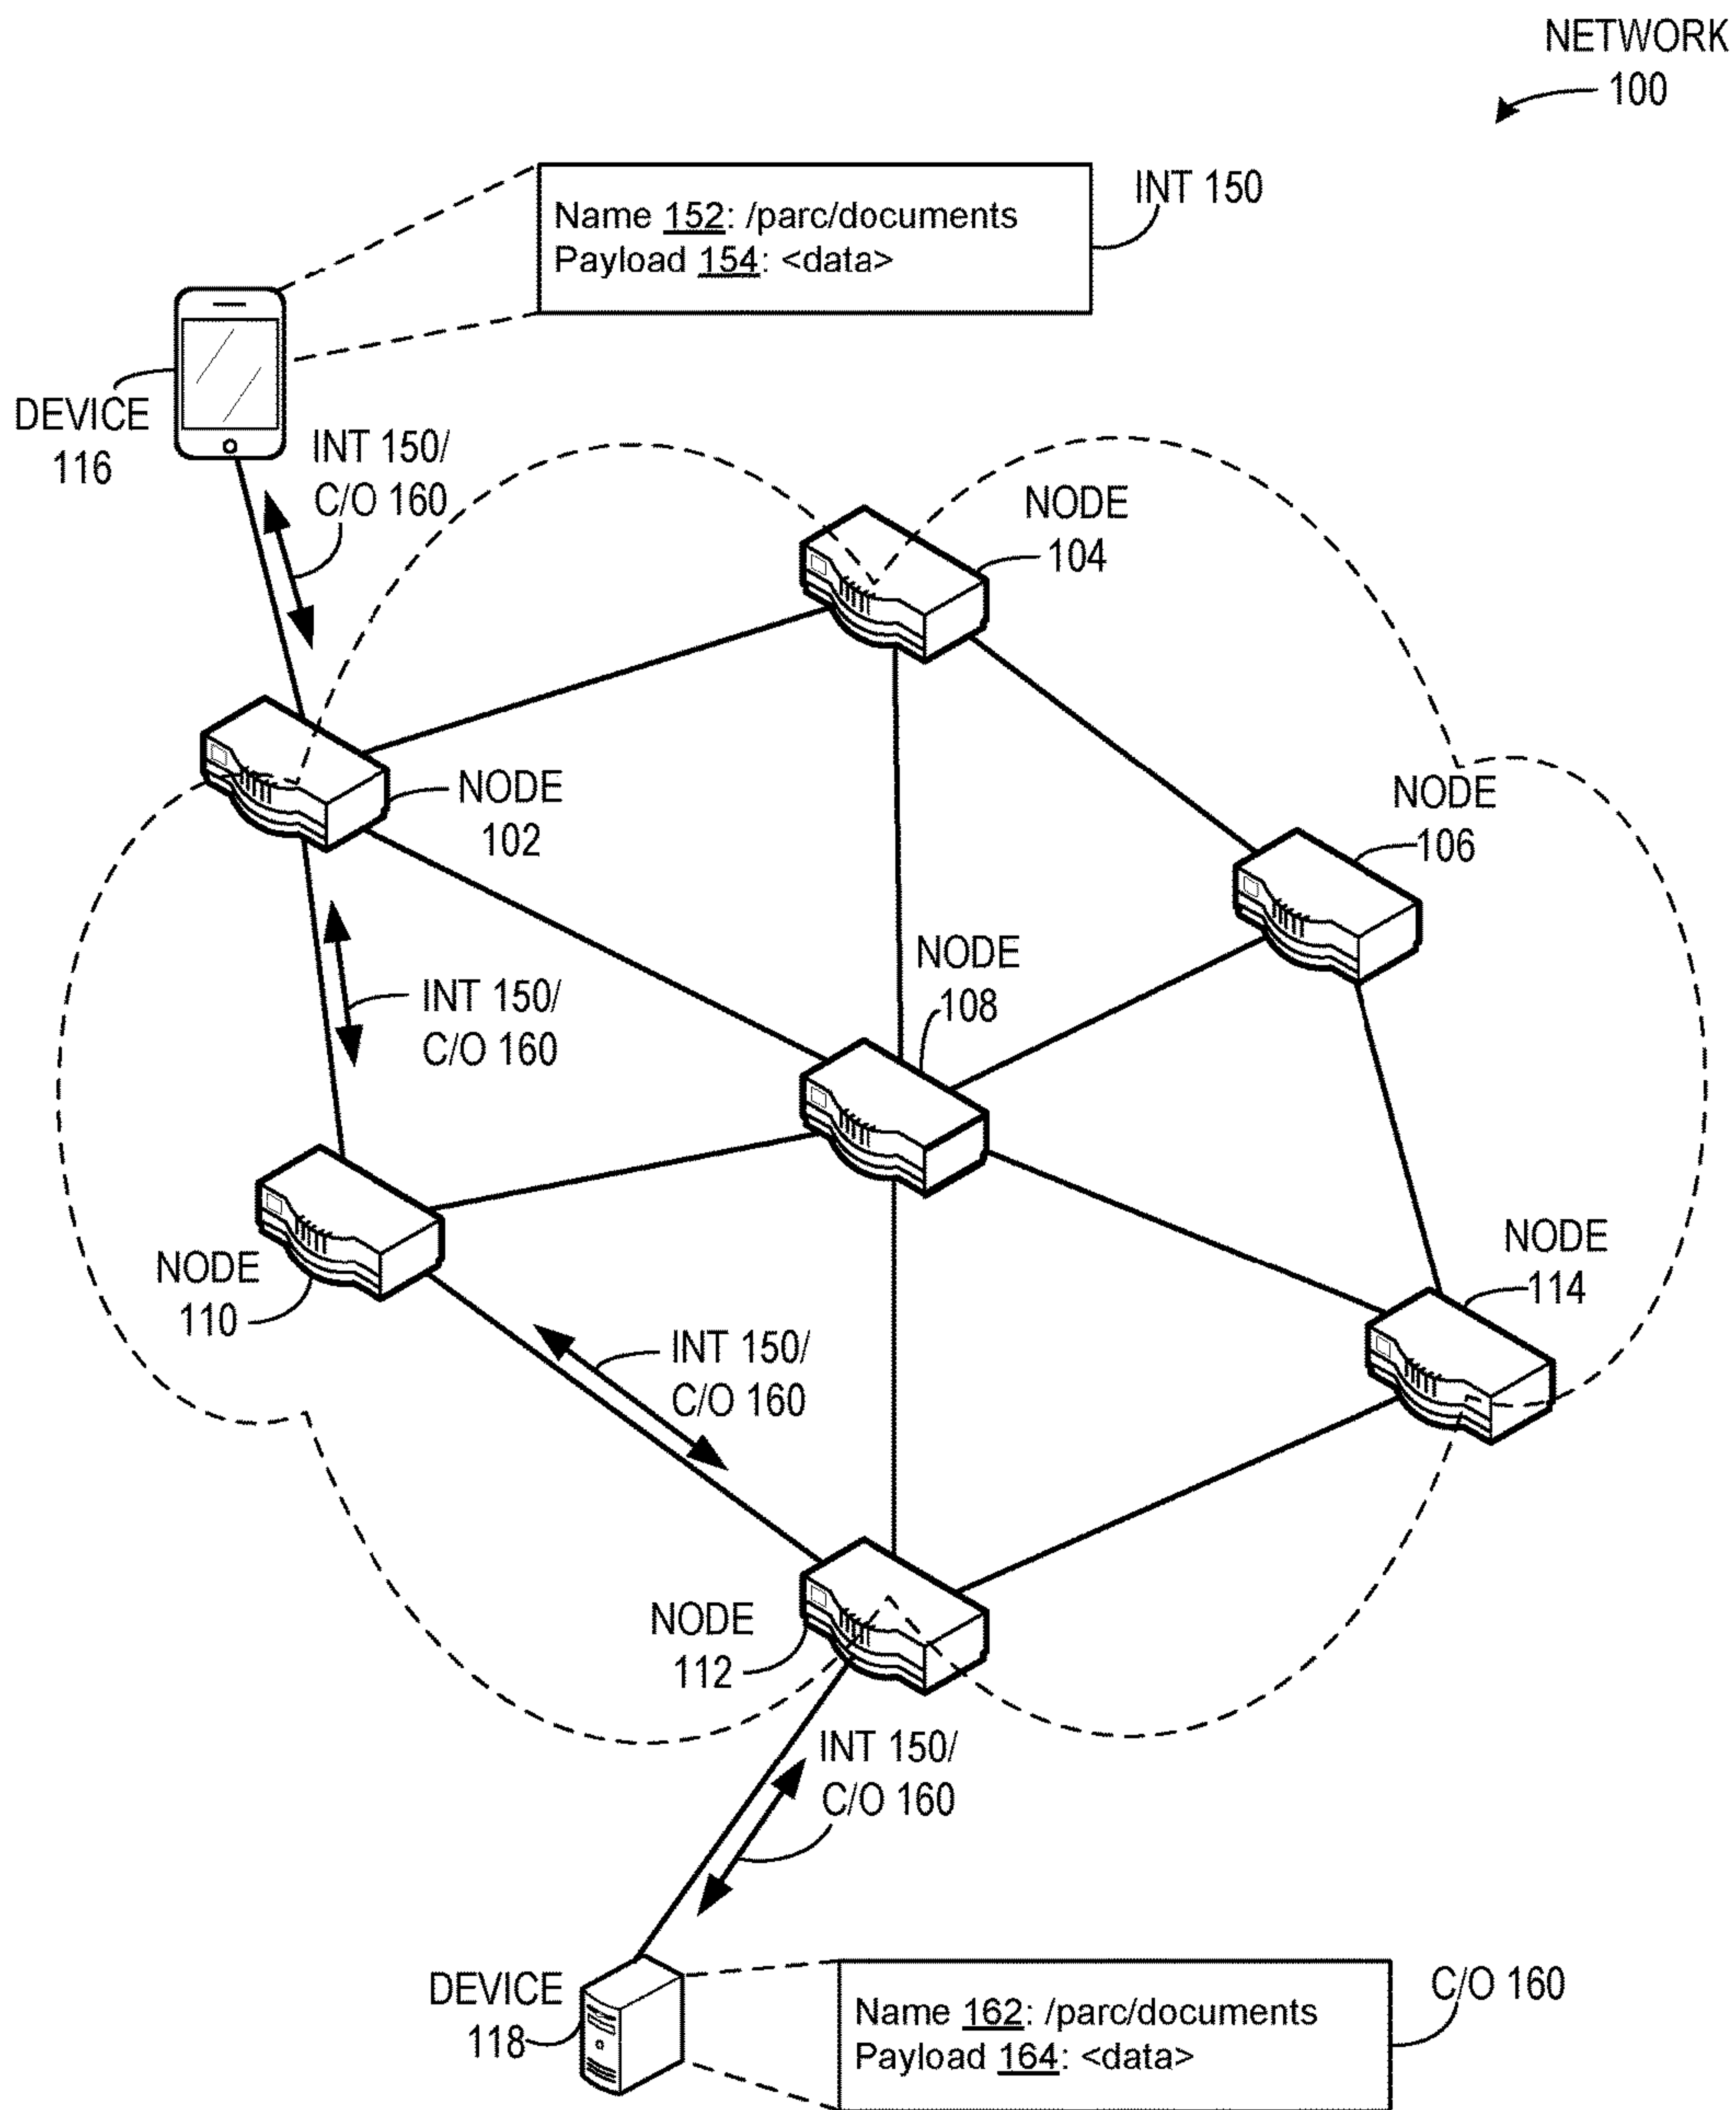 NETWORK
100
INT 150
Name 152: /parc/documents
Payload 154: <data>
DEVICE
116
INT 150/
C/O 160
NODE
104
NODE
102
NODE
106
NODE
108
INT 150/
C/O 160
NODE
110
NODE
114
INT 150/
C/O 160
NODE
112
INT 150/
C/O 160
DEVICE
118
C/O 160
Name 162: /parc/documents
Payload 164: <data>